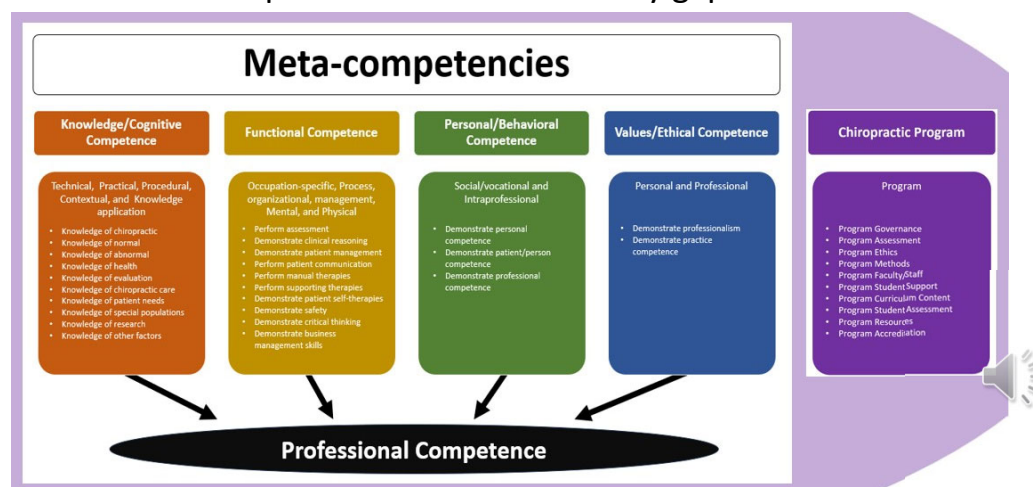 Meta-competencies
Knowledge/Cognitive
Competence
Technical, Practical, Procedural,
Contextual, and Knowledge
application
• Knowledge of chiropractic
• Knowledge of normal
• Knowledge of abnormal
• Knowledge of health
• Knowledge of evaluation
• Knowledge of chiropractic care
• Knowledge of patient needs
• Knowledge of special populations
• Knowledge of research
• Knowledge of other factors
Functional Competence
Occupation-specific, Process,
organizational, management,
Mental, and Physical
• Perform assessment
• Demonstrate clinical reasoning
• Demonstrate patient management
• Perform patient communication
• Perform manual therapies
• Perform supporting therapies
• Demonstrate patient self-therapies
• Demonstrate safety
• Demonstrate critical thinking
• Demonstrate business
management skills
Personal/Behavioral
Competence
Social/vocational and
Intraprofessional
• Demonstrate personal
competence
• Demonstrate patient/person
competence
• Demonstrate professional
competence
Values/Ethical Competence
Personal and Professional
• Demonstrate professionalism
• Demonstrate practice
competence
Chiropractic Program
Program
• Program Governance
• Program Assessment
• Program Ethics
• Program Methods
• Program Faculty/Staff
• Program Student Support
• Program Curriculum Content
• Program Student Assessment
• Program Resources
• Program Accreditation
Professional Competence